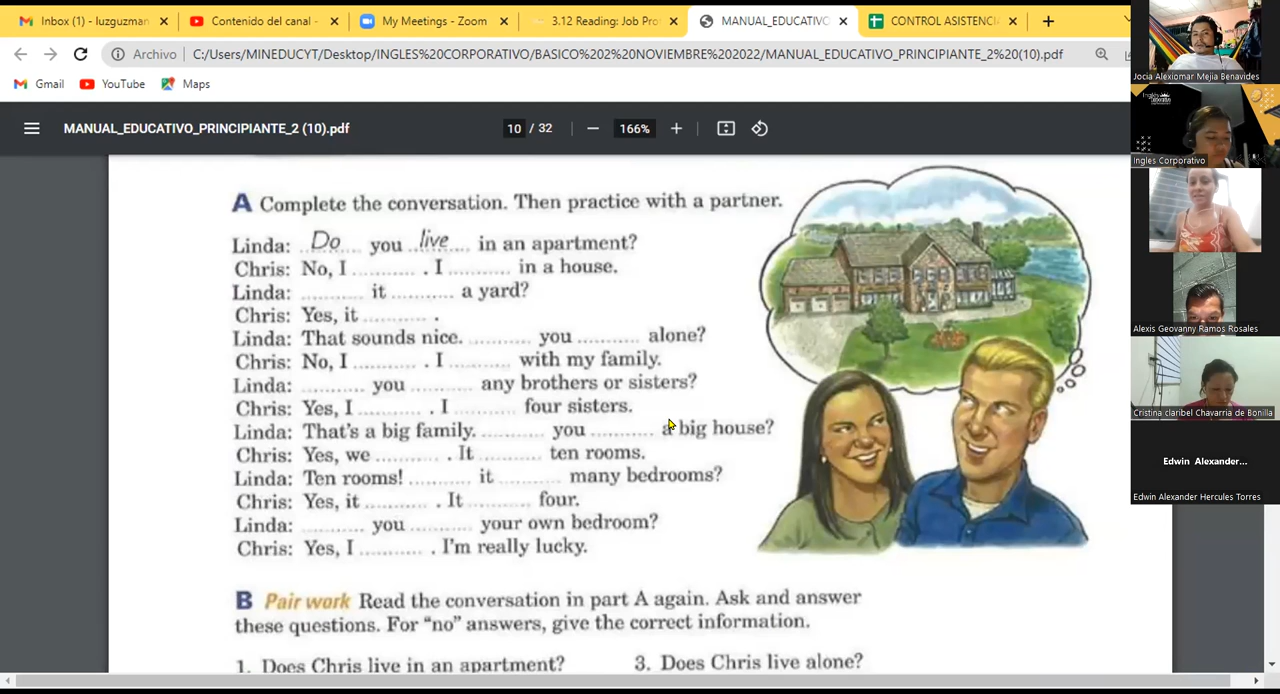 Inbox (1) - luzguzman
Contenido del canal -
My Meetings - Zoom
3.12 Reading: Job Pro
MANUAL_EDUCATIVO
CONTROL ASISTENCI
Archivo
C:/Users/MINEDUCYT/Desktop/INGLES%20CORPORATIVO/BASICO%202%20NOVIEMBRE%202022/MANUAL_EDUCATIVO_PRINCIPIANTE_2%20(10).pdf
Gmail
YouTube
Maps
MANUAL_EDUCATIVO_PRINCIPIANTE_2 (10).pdf
10 / 32
166%
A Complete the conversation. Then practice with a partner.
Linda: ..Do.. you ..live.. in an apartment?
Chris: No, I .......... . I .......... in a house.
Linda: .......... it .......... a yard?
Chris: Yes, it .......... .
Linda: That sounds nice. .......... you .......... alone?
Chris: No, I .......... . I .......... with my family.
Linda: .......... you .......... any brothers or sisters?
Chris: Yes, I .......... . I .......... four sisters.
Linda: That's a big family. .......... you .......... a big house?
Chris: Yes, we .......... . It .......... ten rooms.
Linda: Ten rooms! .......... it .......... many bedrooms?
Chris: Yes, it .......... . It .......... four.
Linda: .......... you .......... your own bedroom?
Chris: Yes, I .......... . I'm really lucky.
B Pair work Read the conversation in part A again. Ask and answer
these questions. For "no" answers, give the correct information.
1. Does Chris live in an apartment?
3. Does Chris live alone?
Jocia Alexiomar Mejia Benavides
Ingles Corporativo
Alexis Geovanny Ramos Rosales
Cristina claribel Chavarria de Bonilla
Edwin Alexander...
Edwin Alexander Hercules Torres